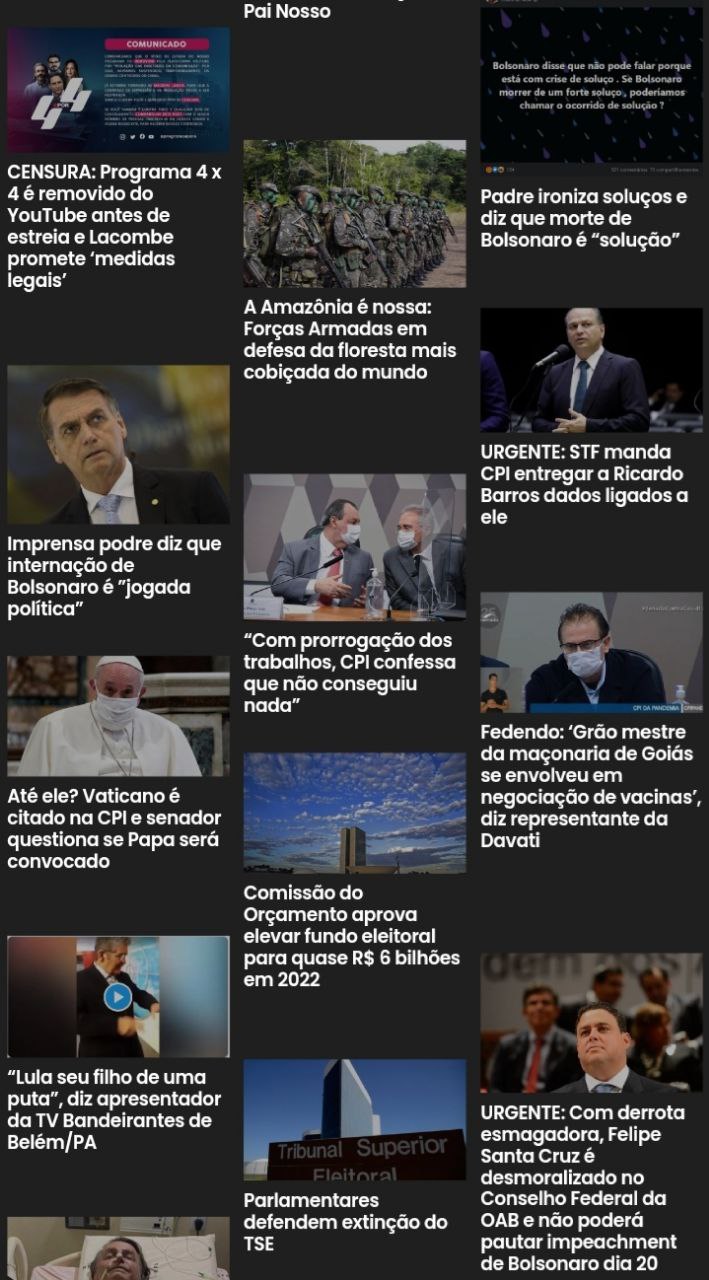 COMUNICADO
CENSURA: Programa 4 x
4 é removido do
YouTube antes de
estreia e Lacombe
promete ‘medidas
legais’
Imprensa podre diz que
internação de
Bolsonaro é ”jogada
política”
Até ele? Vaticano é
citado na CPI e senador
questiona se Papa será
convocado
“Lula seu filho de uma
puta”, diz apresentador
da TV Bandeirantes de
Belém/PA
Pai Nosso
A Amazônia é nossa:
Forças Armadas em
defesa da floresta mais
cobiçada do mundo
“Com prorrogação dos
trabalhos, CPI confessa
que não conseguiu
nada”
Comissão do
Orçamento aprova
elevar fundo eleitoral
para quase R$ 6 bilhões
em 2022
Tribunal Superior
Eleitoral
Parlamentares
defendem extinção do
TSE
Bolsonaro disse que não pode falar porque
está com crise de soluço . Se Bolsonaro
morrer de um forte soluço , poderíamos
chamar o ocorrido de solução ?
Padre ironiza soluços e
diz que morte de
Bolsonaro é “solução”
URGENTE: STF manda
CPI entregar a Ricardo
Barros dados ligados a
ele
CPI DA PANDEMIA
Fedendo: ‘Grão mestre
da maçonaria de Goiás
se envolveu em
negociação de vacinas’,
diz representante da
Davati
URGENTE: Com derrota
esmagadora, Felipe
Santa Cruz é
desmoralizado no
Conselho Federal da
OAB e não poderá
pautar impeachment
de Bolsonaro dia 20